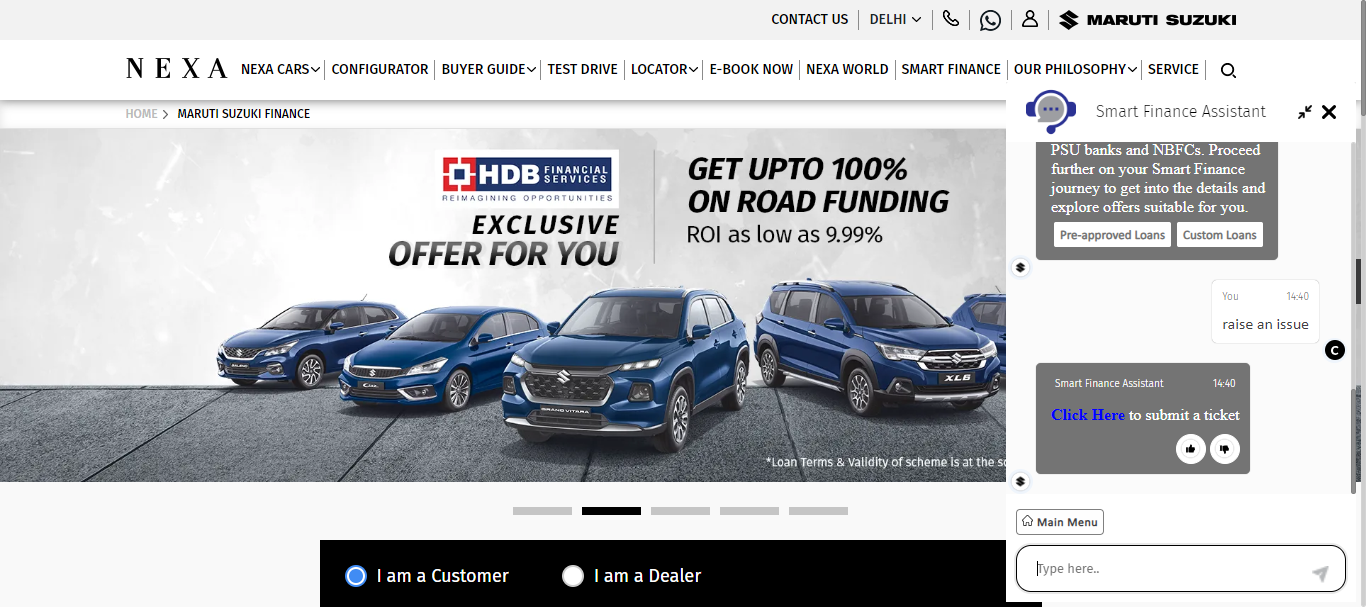 CONTACT US
DELHI
MARUTI SUZUKI
NEXA
NEXA CARS
CONFIGURATOR
BUYER GUIDE
TEST DRIVE
LOCATOR
E-BOOK NOW
NEXA WORLD
SMART FINANCE
OUR PHILOSOPHY
SERVICE
HOME
MARUTI SUZUKI FINANCE
HDB FINANCIAL
SERVICES
REIMAGINING OPPORTUNITIES
EXCLUSIVE
OFFER FOR YOU
GET UPTO 100%
ON ROAD FUNDING
ROI as low as 9.99%
GRAND VITARA
XL6
*Loan Terms & Validity of scheme is at the
I am a Customer
I am a Dealer
Smart Finance Assistant
PSU banks and NBFCs. Proceed
further on your Smart Finance
journey to get into the details and
explore offers suitable for you.
Pre-approved Loans
Custom Loans
You
14:40
raise an issue
C
Smart Finance Assistant
14:40
Click Here to submit a ticket
Main Menu
Type here..